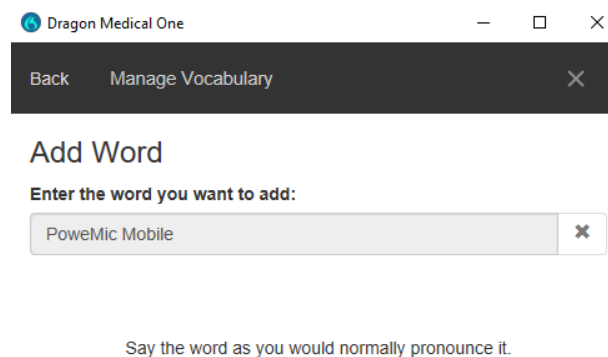 Dragon Medical One
Back Manage Vocabulary
Add Word
Enter the word you want to add:
PoweMic Mobile
Say the word as you would normally pronounce it.